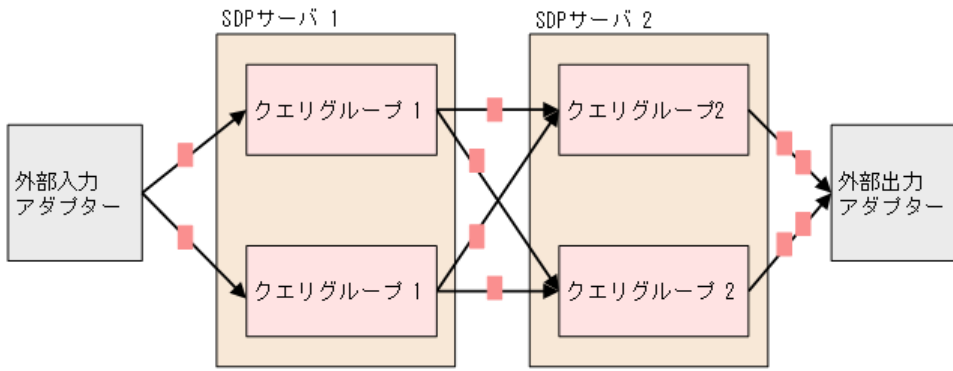 SDPサーバ 1
SDPサーバ 2
クエリグループ 1
クエリグループ2
外部入力
アダプター
外部出力
アダプター
クエリグループ 1
クエリグループ 2